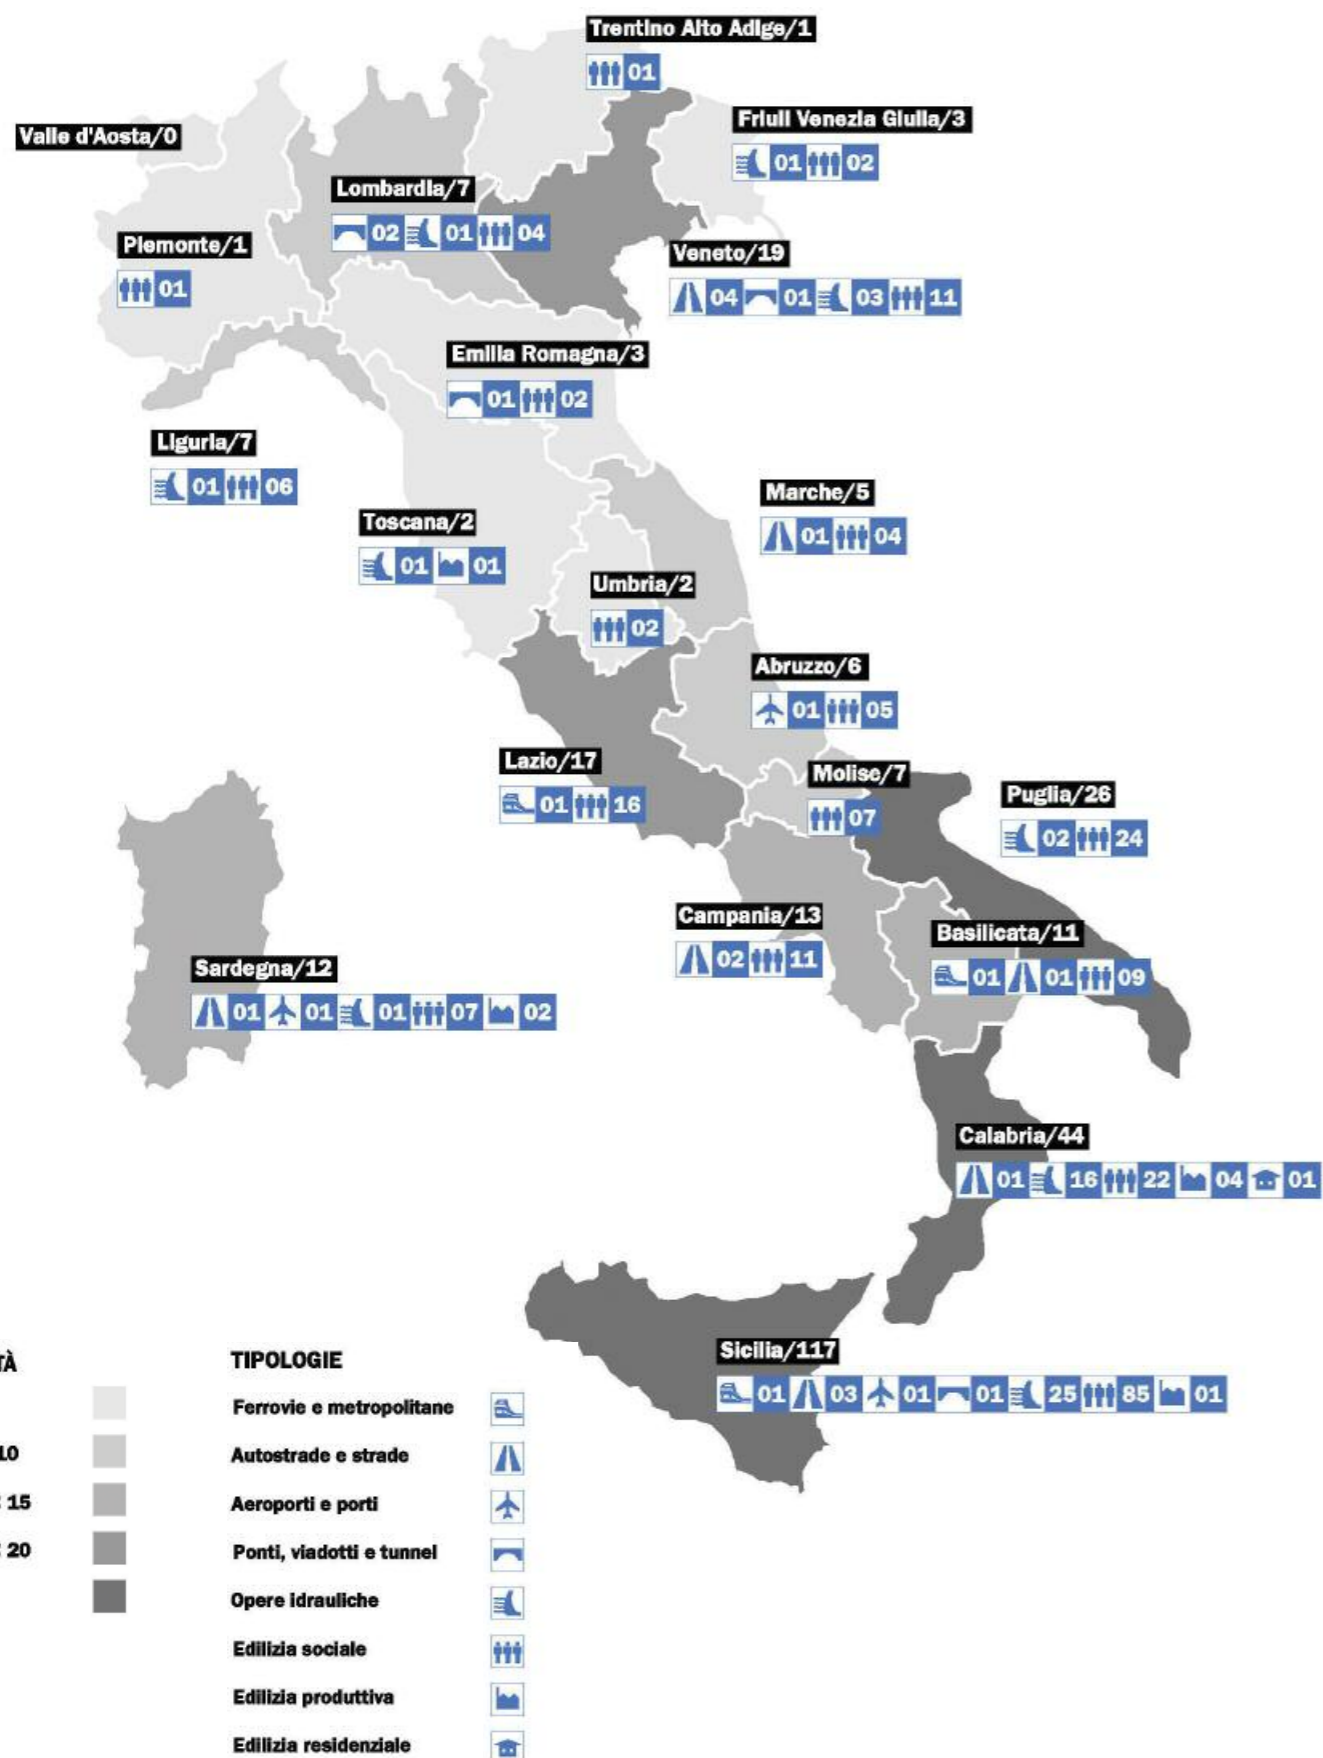 Trentino Alto Adige/1
01
Friuli Venezia Giulia/3
01 02
Valle d'Aosta/0
Lombardia/7
02 01 04
Piemonte/1
01
Veneto/19
04 01 03 11
Emilia Romagna/3
01 02
Liguria/7
01 06
Marche/5
01 04
Toscana/2
01 01
Umbria/2
02
Abruzzo/6
01 05
Lazio/17
01 16
Molise/7
07
Puglia/26
02 24
Campania/13
02 11
Basilicata/11
01 01 09
Sardegna/12
01 01 01 07 02
Calabria/44
01 16 22 04 01
Sicilia/117
01 03 01 01 25 85 01
TÀ
10
15
20
TIPOLOGIE
Ferrovie e metropolitane
Autostrade e strade
Aeroporti e porti
Ponti, viadotti e tunnel
Opere idrauliche
Edilizia sociale
Edilizia produttiva
Edilizia residenziale